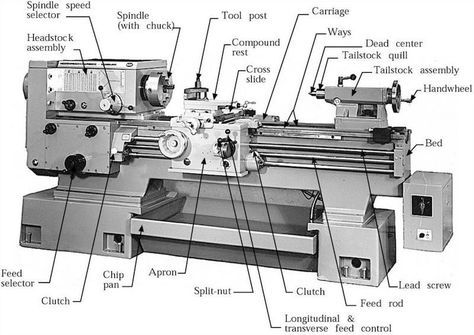 Spindle speed
selector
Headstock
assembly
Spindle
(with chuck)
Tool post
Compound
rest
Cross
slide
Carriage
Ways
Dead center
Tailstock quill
Tailstock assembly
Handwheel
Bed
Feed
selector
Clutch
Chip
pan
Apron
Split-nut
Clutch
Longitudinal &
transverse feed control
Feed rod
Lead screw